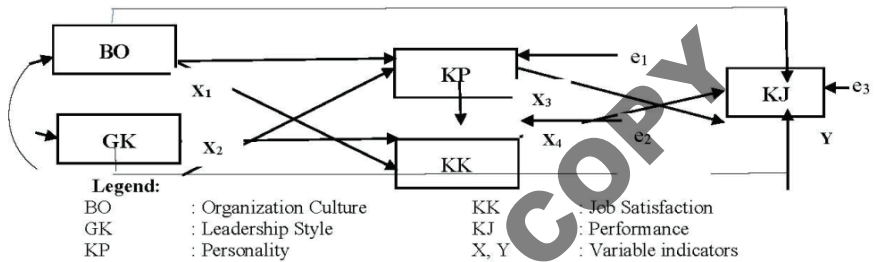 BO
X1
GK
X2
KP
X3
KK
X4
e1
e2
KJ
e3
Y
COPY
Legend:
BO : Organization Culture
GK : Leadership Style
KP : Personality
KK : Job Satisfaction
KJ : Performance
X, Y : Variable indicators